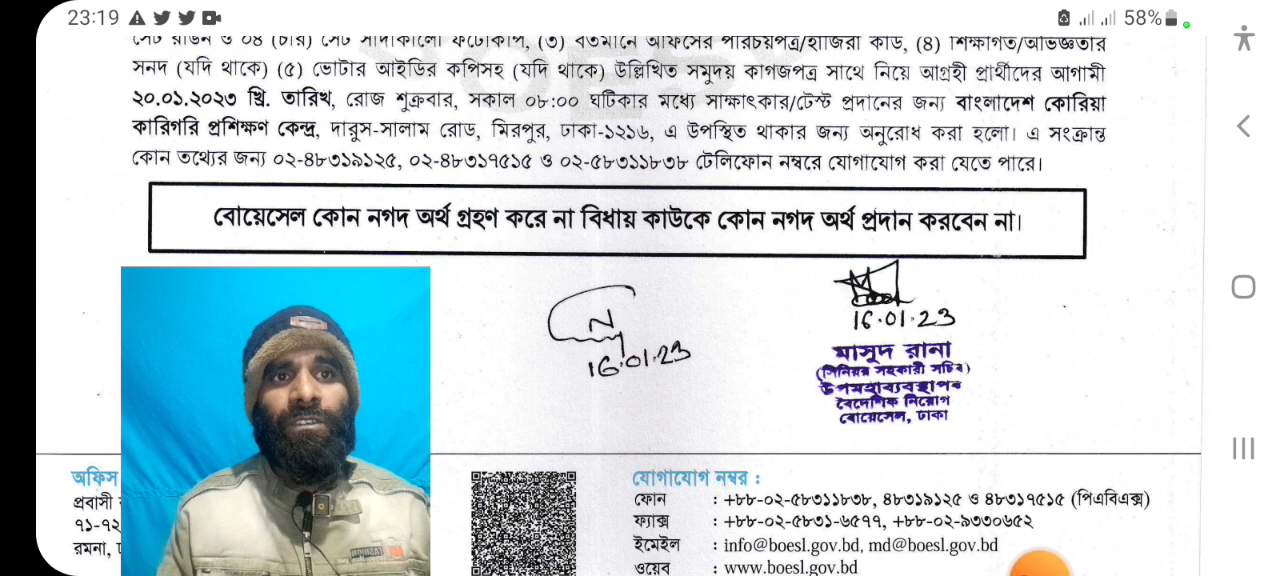 23:19
58%
সেট রঙিন ও ০৪ (চার) সেট সাদাকালো ফটোকপি, (৩) বর্তমানে অফিসের পরিচয়পত্র/হাজিরা কার্ড, (৪) শিক্ষাগত/অভিজ্ঞতার
সনদ (যদি থাকে) (৫) ভোটার আইডির কপিসহ (যদি থাকে) উল্লিখিত সমুদয় কাগজপত্র সাথে নিয়ে আগ্রহী প্রার্থীদের আগামী
২০.০১.২০২৩ খ্রি. তারিখ, রোজ শুক্রবার, সকাল ০৮:০০ ঘটিকার মধ্যে সাক্ষাৎকার/টেস্ট প্রদানের জন্য বাংলাদেশ কোরিয়া
কারিগরি প্রশিক্ষণ কেন্দ্র, দারুস-সালাম রোড, মিরপুর, ঢাকা-১২১৬, এ উপস্থিত থাকার জন্য অনুরোধ করা হলো। এ সংক্রান্ত
কোন তথ্যের জন্য ০২-৪৮৩১৯১২৫, ০২-৪৮৩১৭৫১৫ ও ০২-৫৮৩১১৮৩৮ টেলিফোন নম্বরে যোগাযোগ করা যেতে পারে।
বোয়েসেল কোন নগদ অর্থ গ্রহণ করে না বিধায় কাউকে কোন নগদ অর্থ প্রদান করবেন না।
16.01.23
16.01.23
মাসুদ রানা
(সিনিয়র সহকারী সচিব)
উপমহাব্যবস্থাপক
বৈদেশিক নিয়োগ
বোয়েসেল, ঢাকা
অফিস
প্রবাসী
৭১-৭২
রমনা,
যোগাযোগ নম্বর :
ফোন : +৮৮-০২-৫৮৩১১৮৩৮, ৪৮৩১৯১২৫ ও ৪৮৩১৭৫১৫ (পিএবিএক্স)
ফ্যাক্স : +৮৮-০২-৫৮৩১-৬৫৭৭, +৮৮-০২-৯৩৩০৬৫২
ইমেইল : info@boesl.gov.bd, md@boesl.gov.bd
ওয়েব : www.boesl.gov.bd